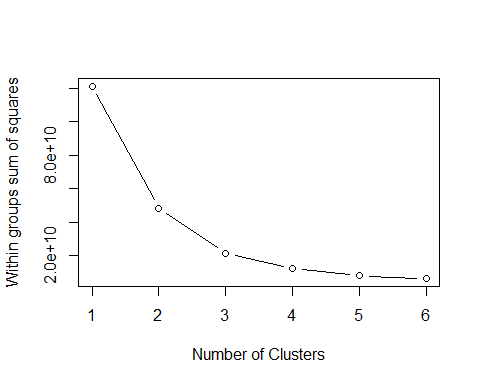 Within groups sum of squares
8.0e+10
2.0e+10
1 2 3 4 5 6
Number of Clusters